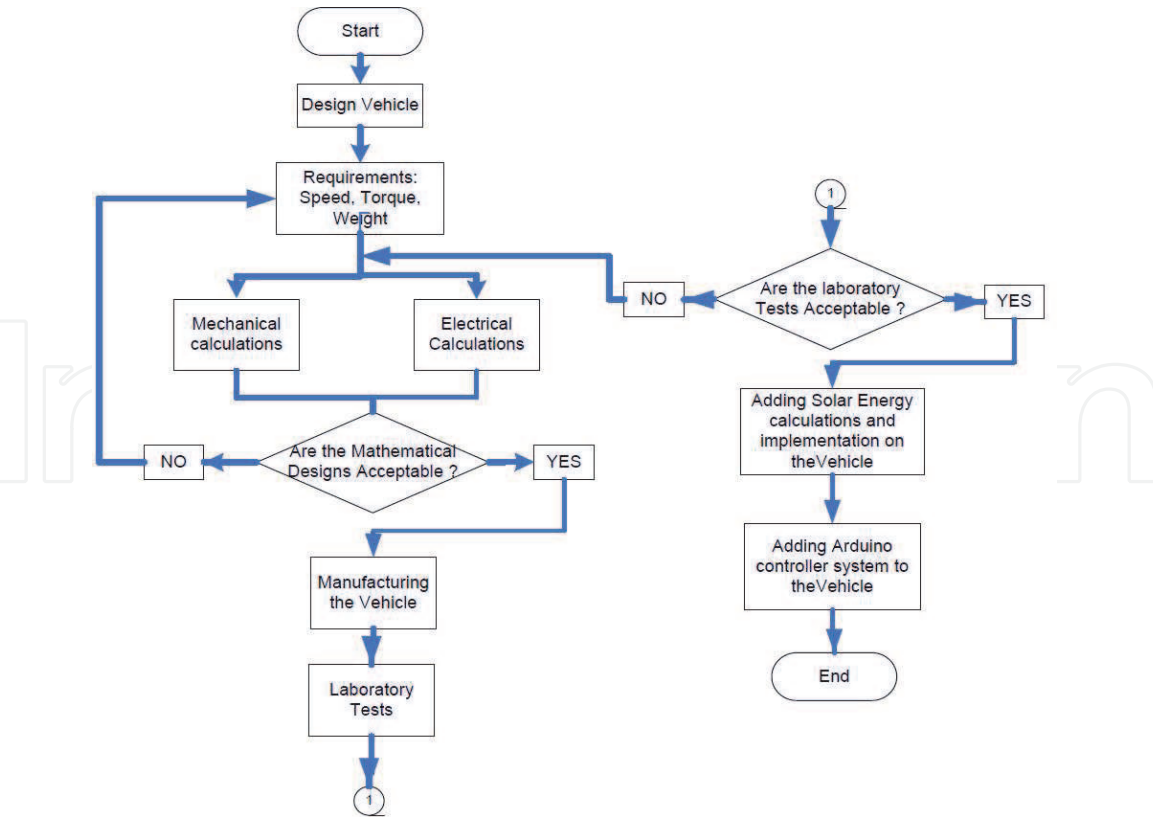 Start
Design Vehicle
Requirements:
Speed, Torque,
Weight
Mechanical
calculations
Electrical
Calculations
Are the Mathematical
Designs Acceptable ?
NO
YES
Manufacturing
the Vehicle
Laboratory
Tests
1
1
Are the laboratory
Tests Acceptable ?
NO
YES
Adding Solar Energy
calculations and
implementation on
theVehicle
Adding Arduino
controller system to
theVehicle
End